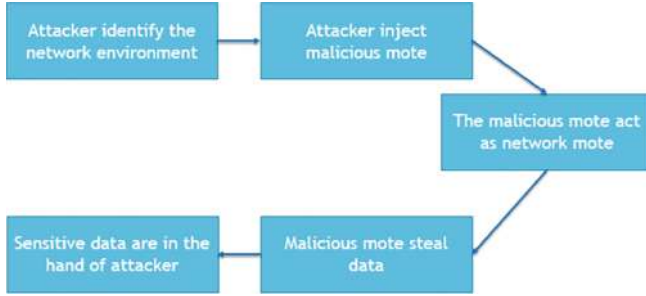 Attacker identify the
network environment
Attacker inject
malicious mote
The malicious mote act
as network mote
Malicious mote steal
data
Sensitive data are in the
hand of attacker